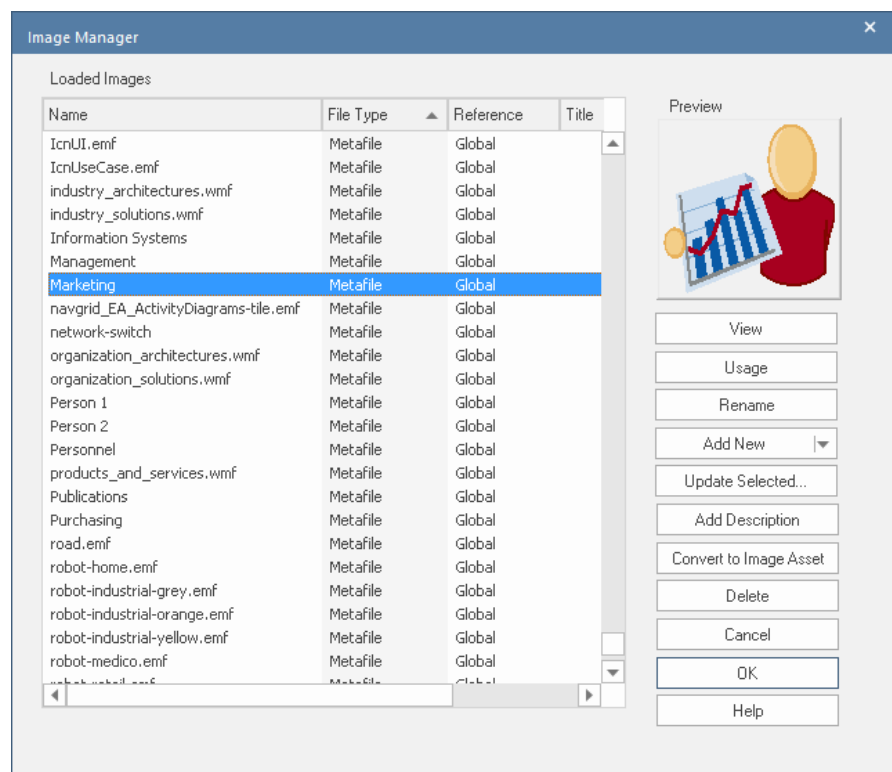 Image Manager
Loaded Images
Name File Type Reference Title
IcnUI.emf Metafile Global
IcnUseCase.emf Metafile Global
industry_architectures.wmf Metafile Global
industry_solutions.wmf Metafile Global
Information Systems Metafile Global
Management Metafile Global
Marketing Metafile Global
navgrid_EA_ActivityDiagrams-tile.emf Metafile Global
network-switch Metafile Global
organization_architectures.wmf Metafile Global
organization_solutions.wmf Metafile Global
Person 1 Metafile Global
Person 2 Metafile Global
Personnel Metafile Global
products_and_services.wmf Metafile Global
Publications Metafile Global
Purchasing Metafile Global
road.emf Metafile Global
robot-home.emf Metafile Global
robot-industrial-grey.emf Metafile Global
robot-industrial-orange.emf Metafile Global
robot-industrial-yellow.emf Metafile Global
robot-medico.emf Metafile Global
Preview
View
Usage
Rename
Add New
Update Selected...
Add Description
Convert to Image Asset
Delete
Cancel
OK
Help